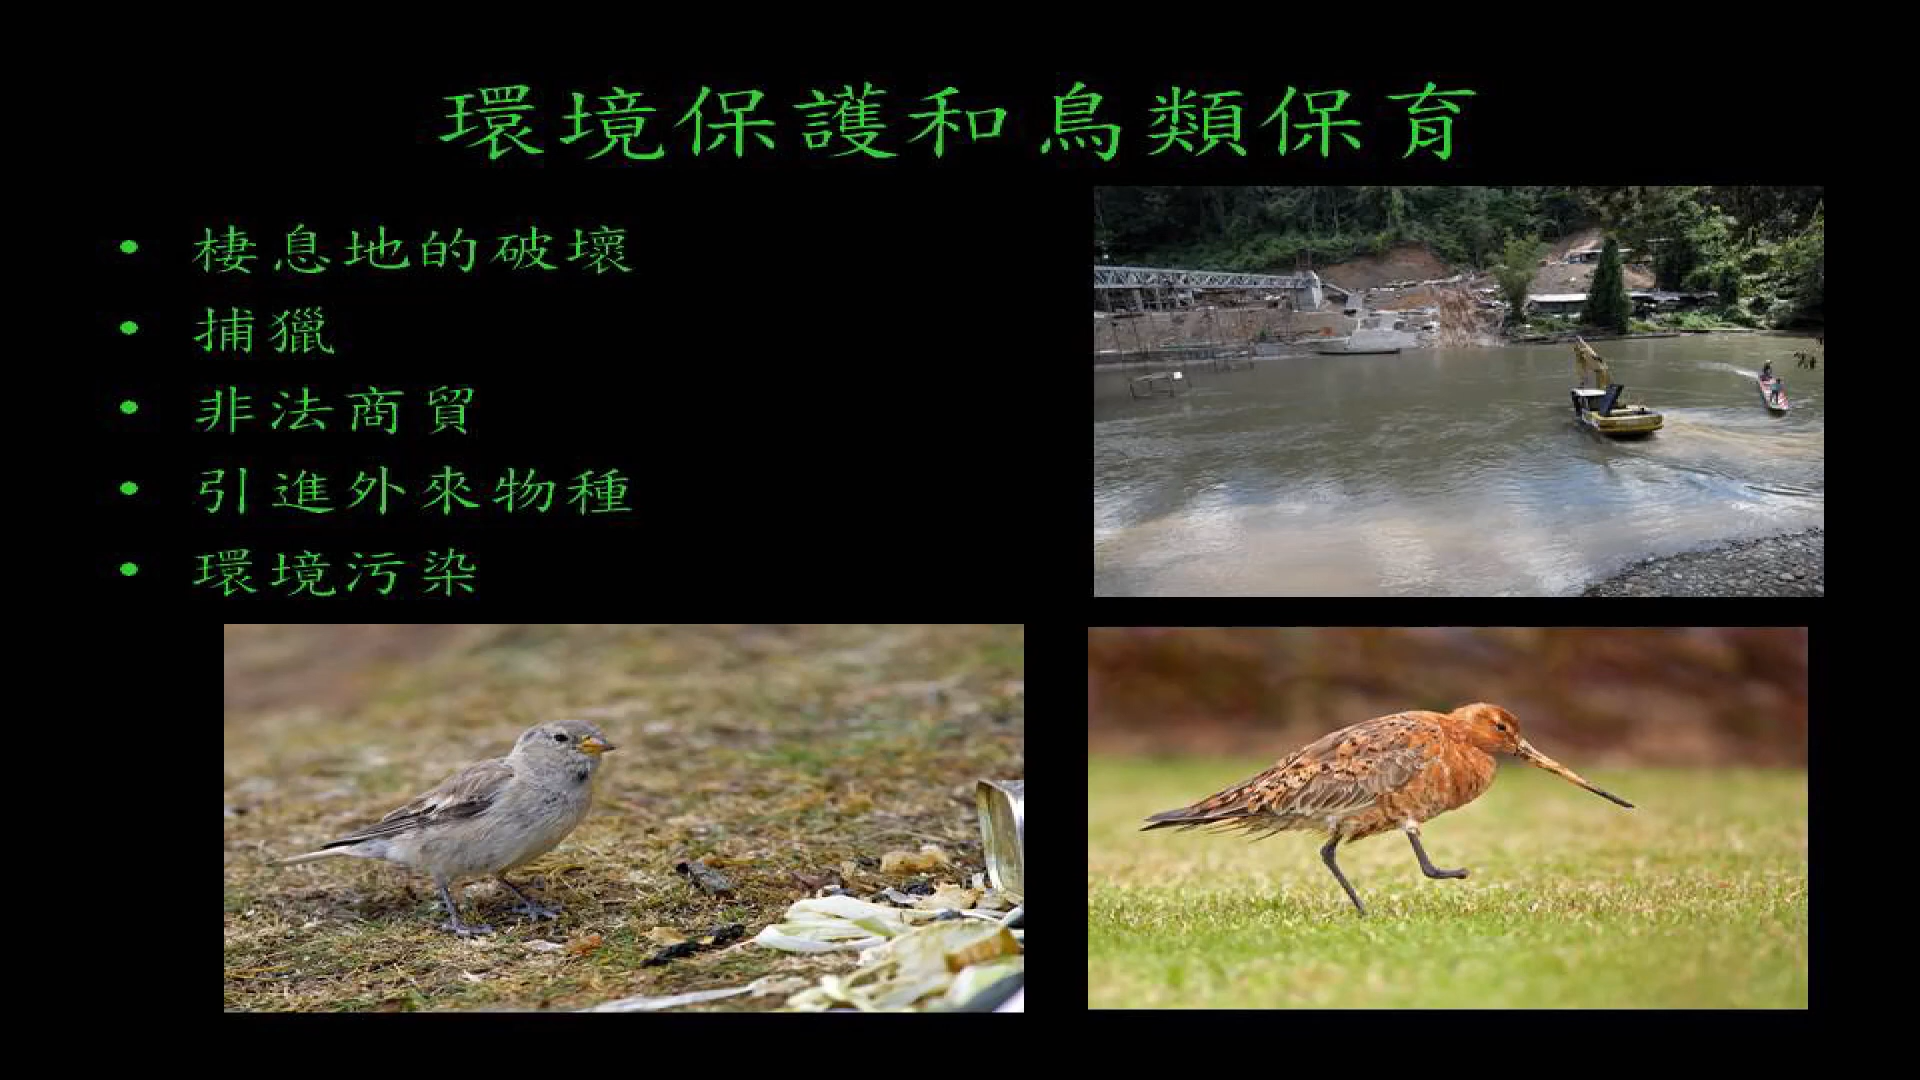 環境保護和鳥類保育
• 棲息地的破壞
• 捕獵
• 非法商貿
• 引進外來物種
• 環境污染